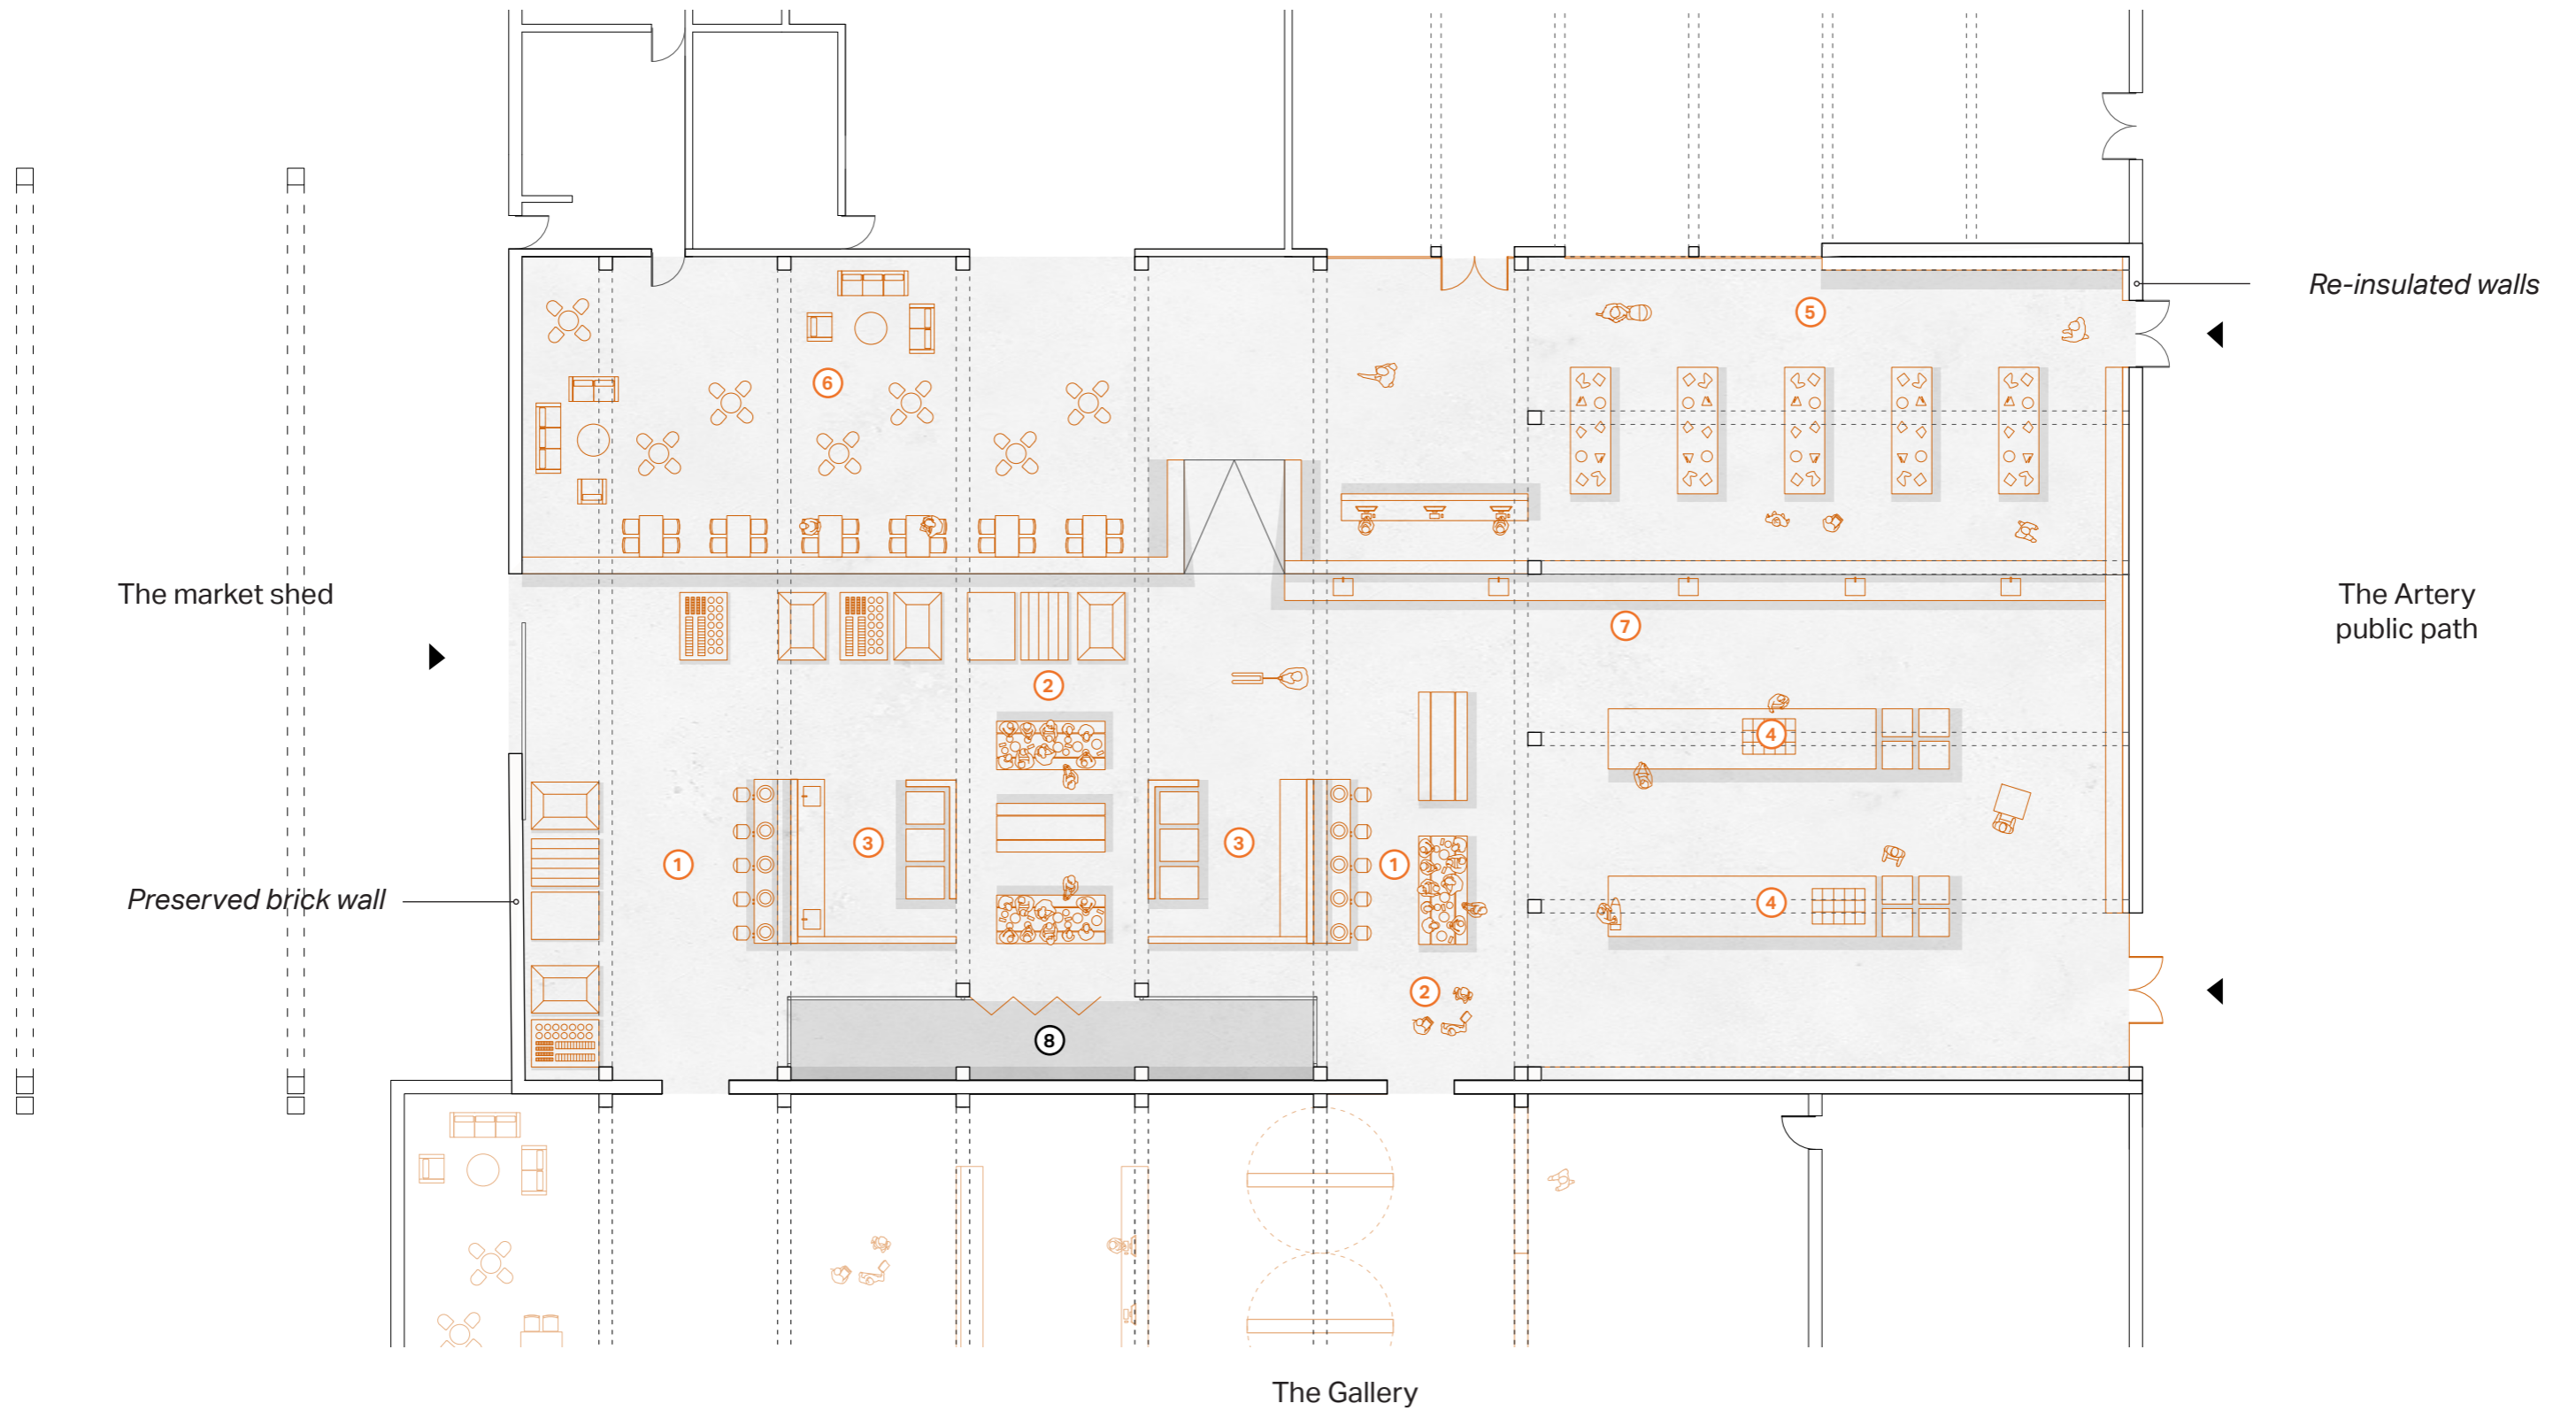 Re-insulated walls
5
6
The market shed
The Artery
public path
7
2
4
3
3
1
1
Preserved brick wall
4
2
8
The Gallery